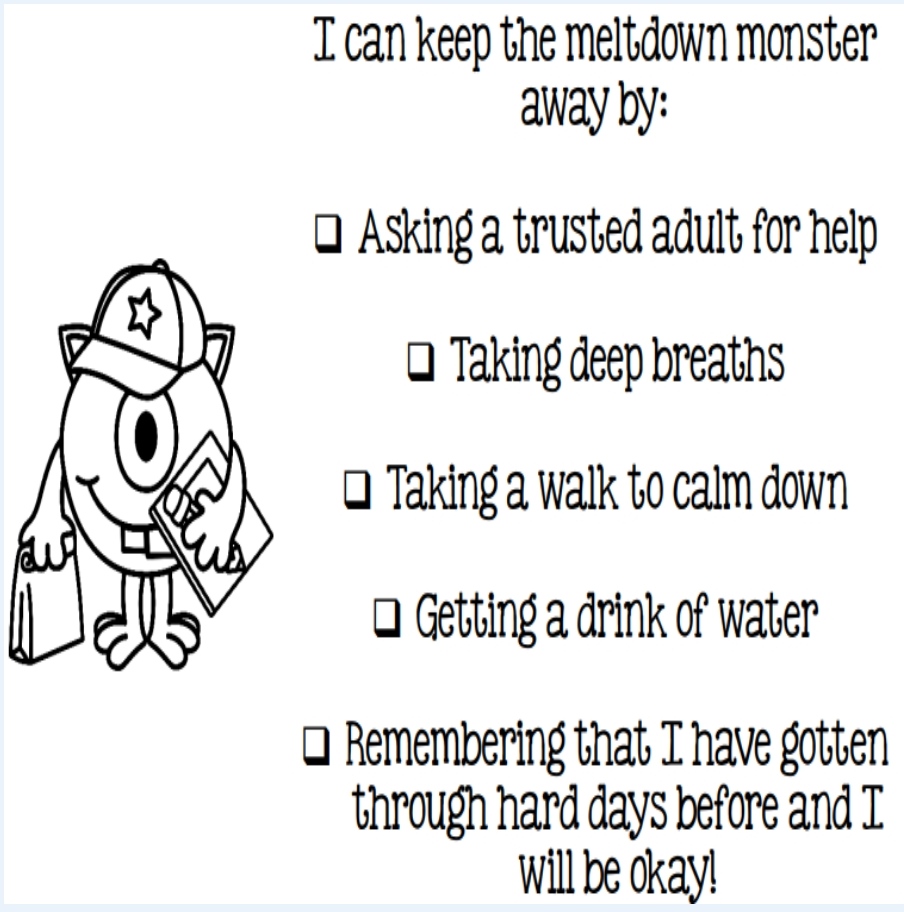 I can keep the meltdown monster
away by:
❑ Asking a trusted adult for help
❑ Taking deep breaths
❑ Taking a walk to calm down
❑ Getting a drink of water
❑ Remembering that I have gotten
through hard days before and I
will be okay!